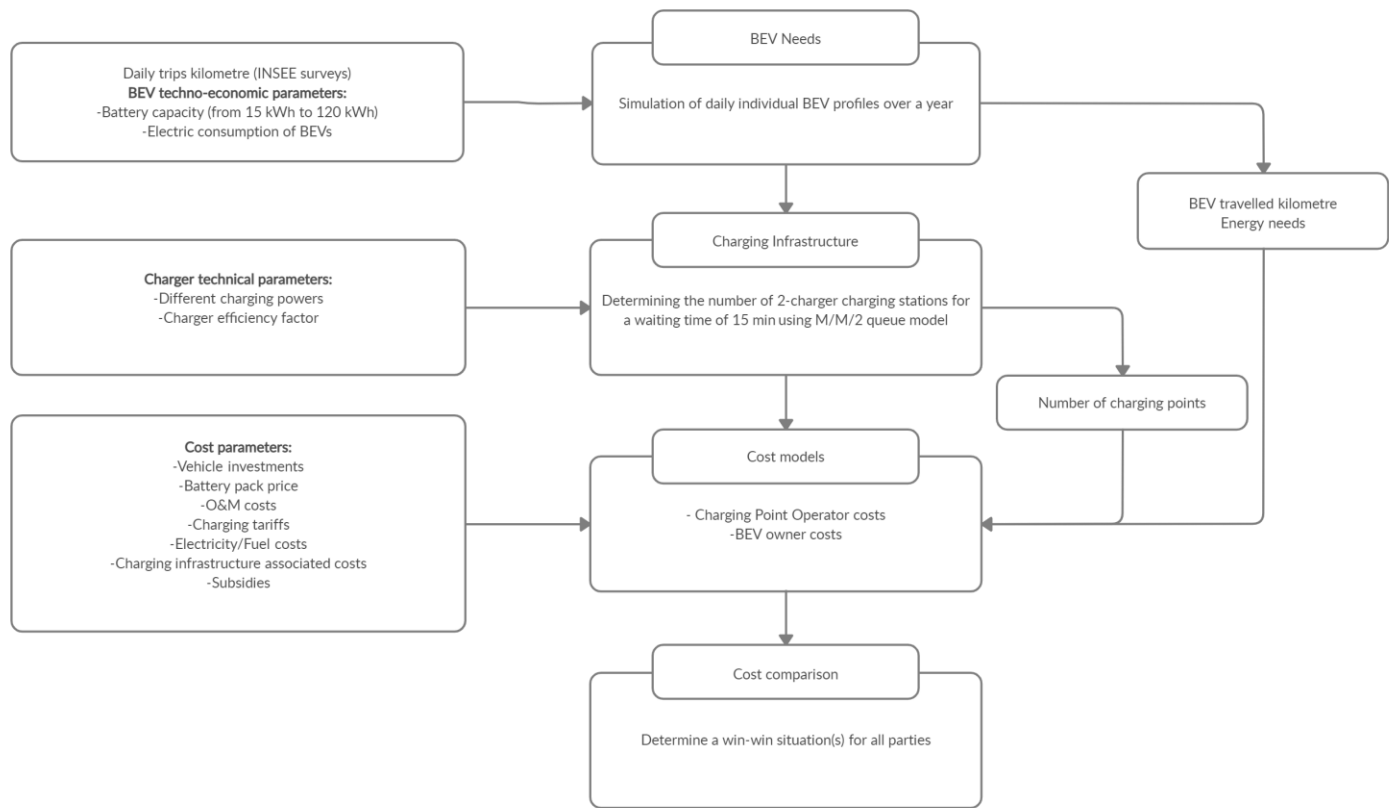 BEV Needs
Daily trips kilometre (INSEE surveys)
BEV techno-economic parameters:
-Battery capacity (from 15 kWh to 120 kWh)
-Electric consumption of BEVs
Simulation of daily individual BEV profiles over a year
BEV travelled kilometre
Energy needs
Charging Infrastructure
Charger technical parameters:
-Different charging powers
-Charger efficiency factor
Determining the number of 2-charger charging stations for
a waiting time of 15 min using M/M/2 queue model
Number of charging points
Cost models
Cost parameters:
-Vehicle investments
-Battery pack price
-O&M costs
-Charging tariffs
-Electricity/Fuel costs
-Charging infrastructure associated costs
-Subsidies
- Charging Point Operator costs
-BEV owner costs
Cost comparison
Determine a win-win situation(s) for all parties